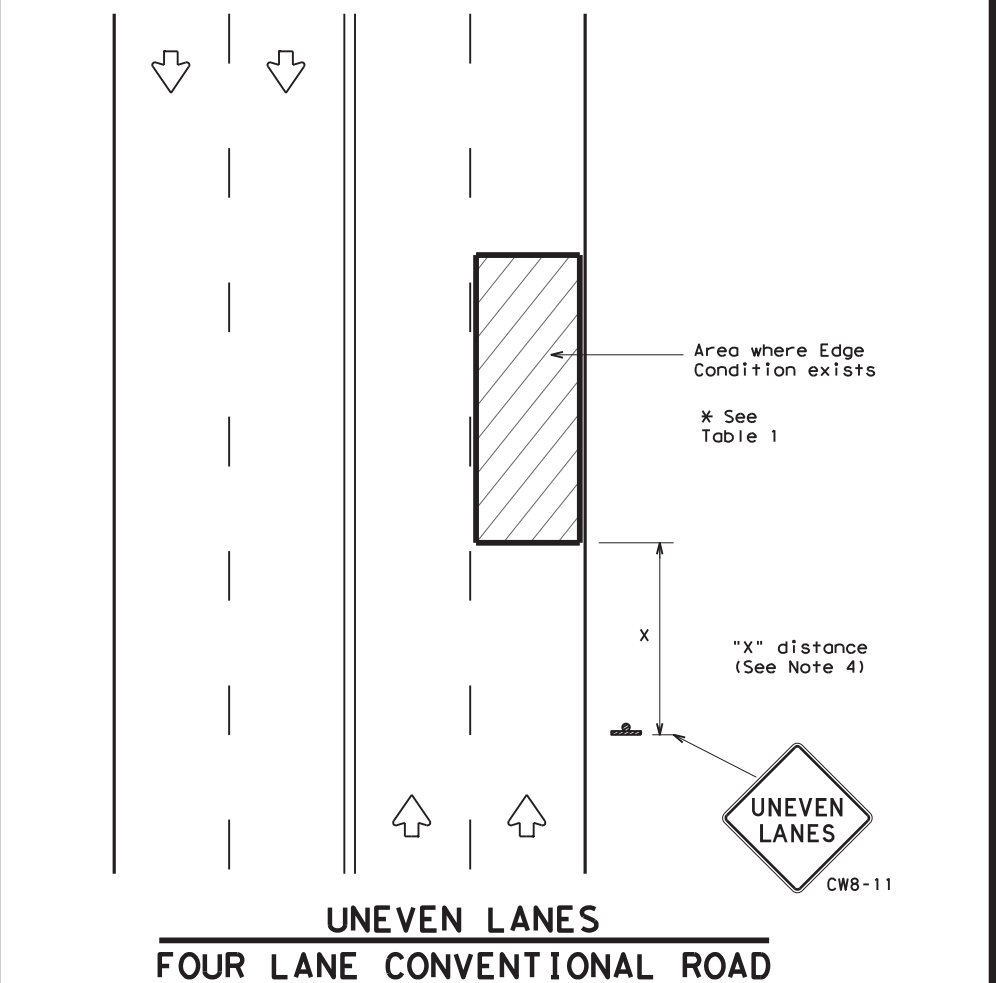 Area where Edge
Condition exists
* See
Table 1
X
"X" distance
(See Note 4)
UNEVEN
LANES
CW8-11
UNEVEN LANES
FOUR LANE CONVENTIONAL ROAD